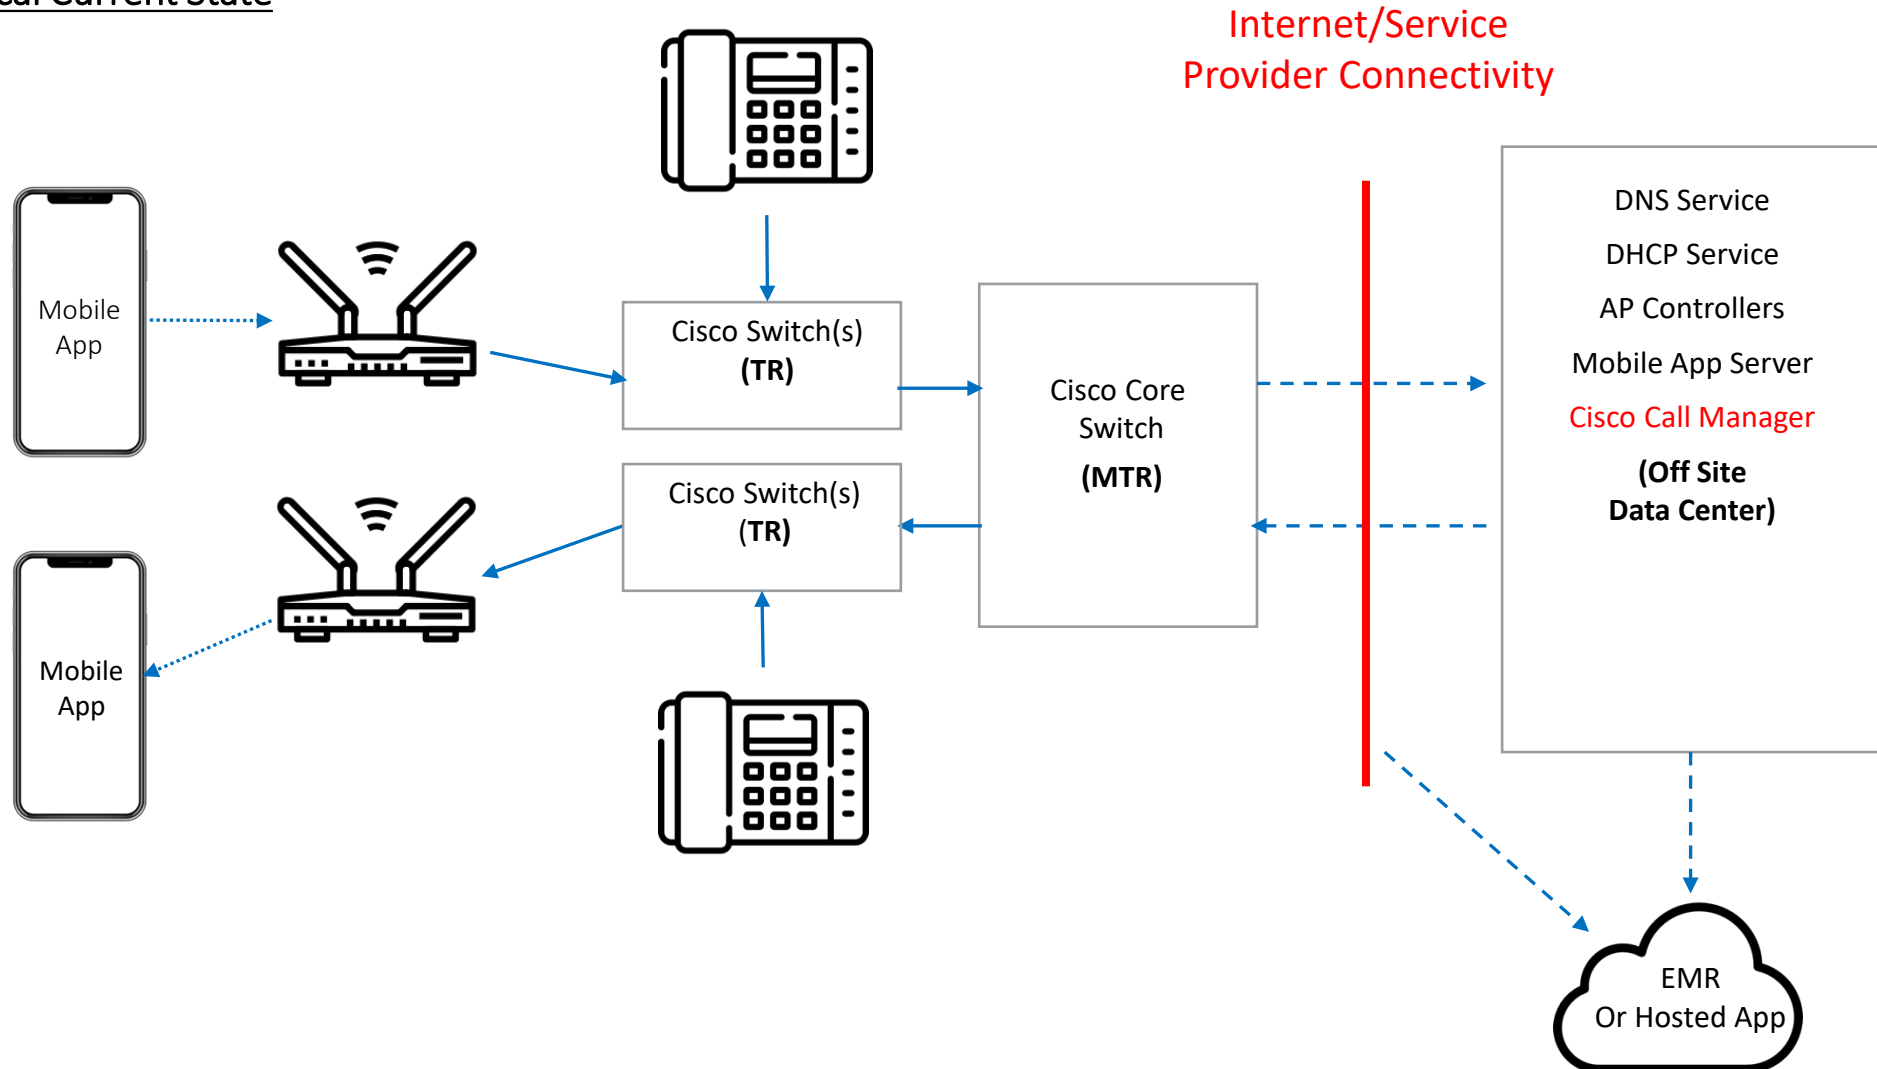 Current State
Internet/Service
Provider Connectivity
Mobile
App
Cisco Switch(s)
(TR)
Cisco Core
Switch
(MTR)
DNS Service
DHCP Service
AP Controllers
Mobile App Server
Cisco Call Manager
(Off Site
Data Center)
Cisco Switch(s)
(TR)
Mobile
App
EMR
Or Hosted App